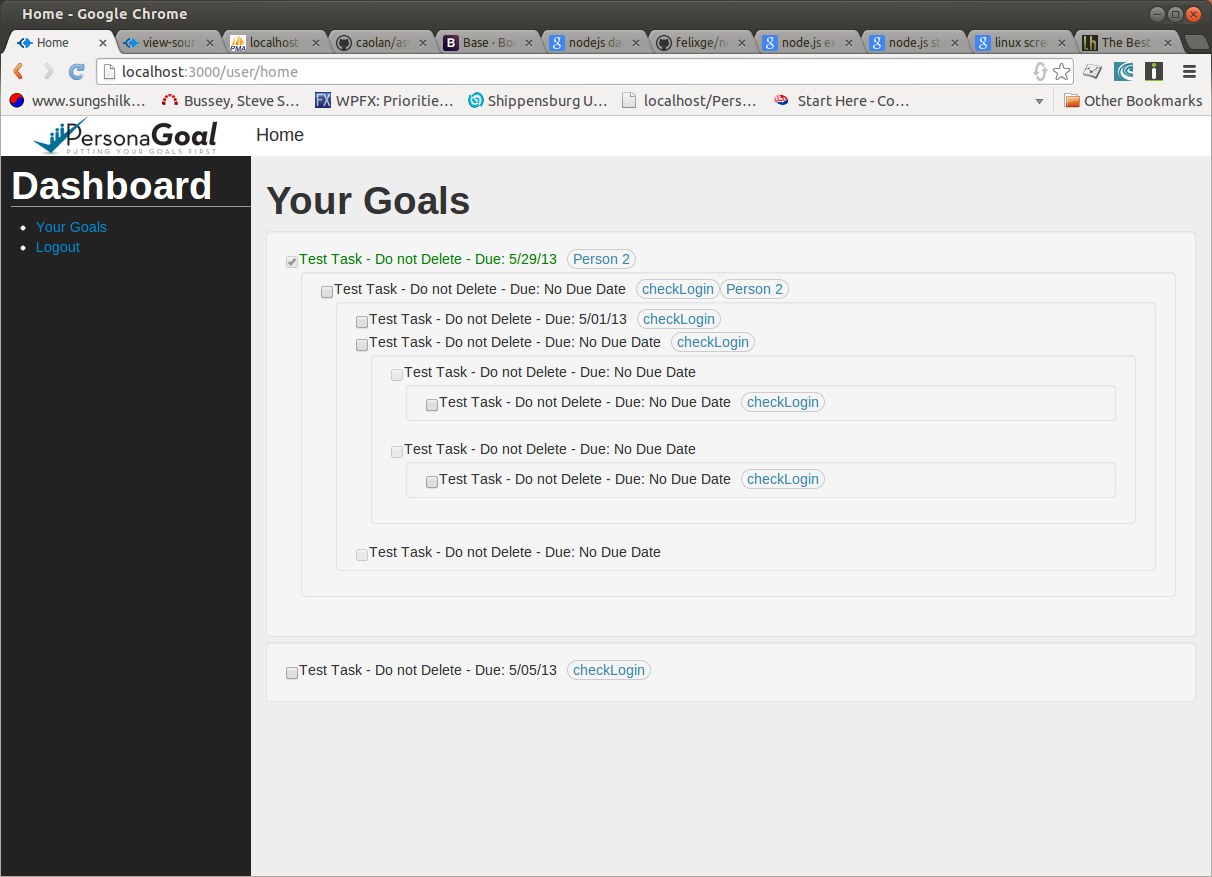 Home - Google Chrome
Home
view-sour
localhost
caolan/as
Base · Bo
nodejs da
felixge/n
node.js ex
node.js st
linux scre
The Best
localhost:3000/user/home
www.sungshilk...
Bussey, Steve S...
WPFX: Prioritie...
Shippensburg U...
localhost/Pers...
Start Here - Co...
Other Bookmarks
PersonaGoal
PUTTING YOUR GOALS FIRST
Home
Dashboard
Your Goals
Logout
Your Goals
Test Task - Do not Delete - Due: 5/29/13 Person 2
Test Task - Do not Delete - Due: No Due Date checkLogin Person 2
Test Task - Do not Delete - Due: 5/01/13 checkLogin
Test Task - Do not Delete - Due: No Due Date checkLogin
Test Task - Do not Delete - Due: No Due Date
Test Task - Do not Delete - Due: No Due Date checkLogin
Test Task - Do not Delete - Due: No Due Date
Test Task - Do not Delete - Due: No Due Date checkLogin
Test Task - Do not Delete - Due: No Due Date
Test Task - Do not Delete - Due: 5/05/13 checkLogin